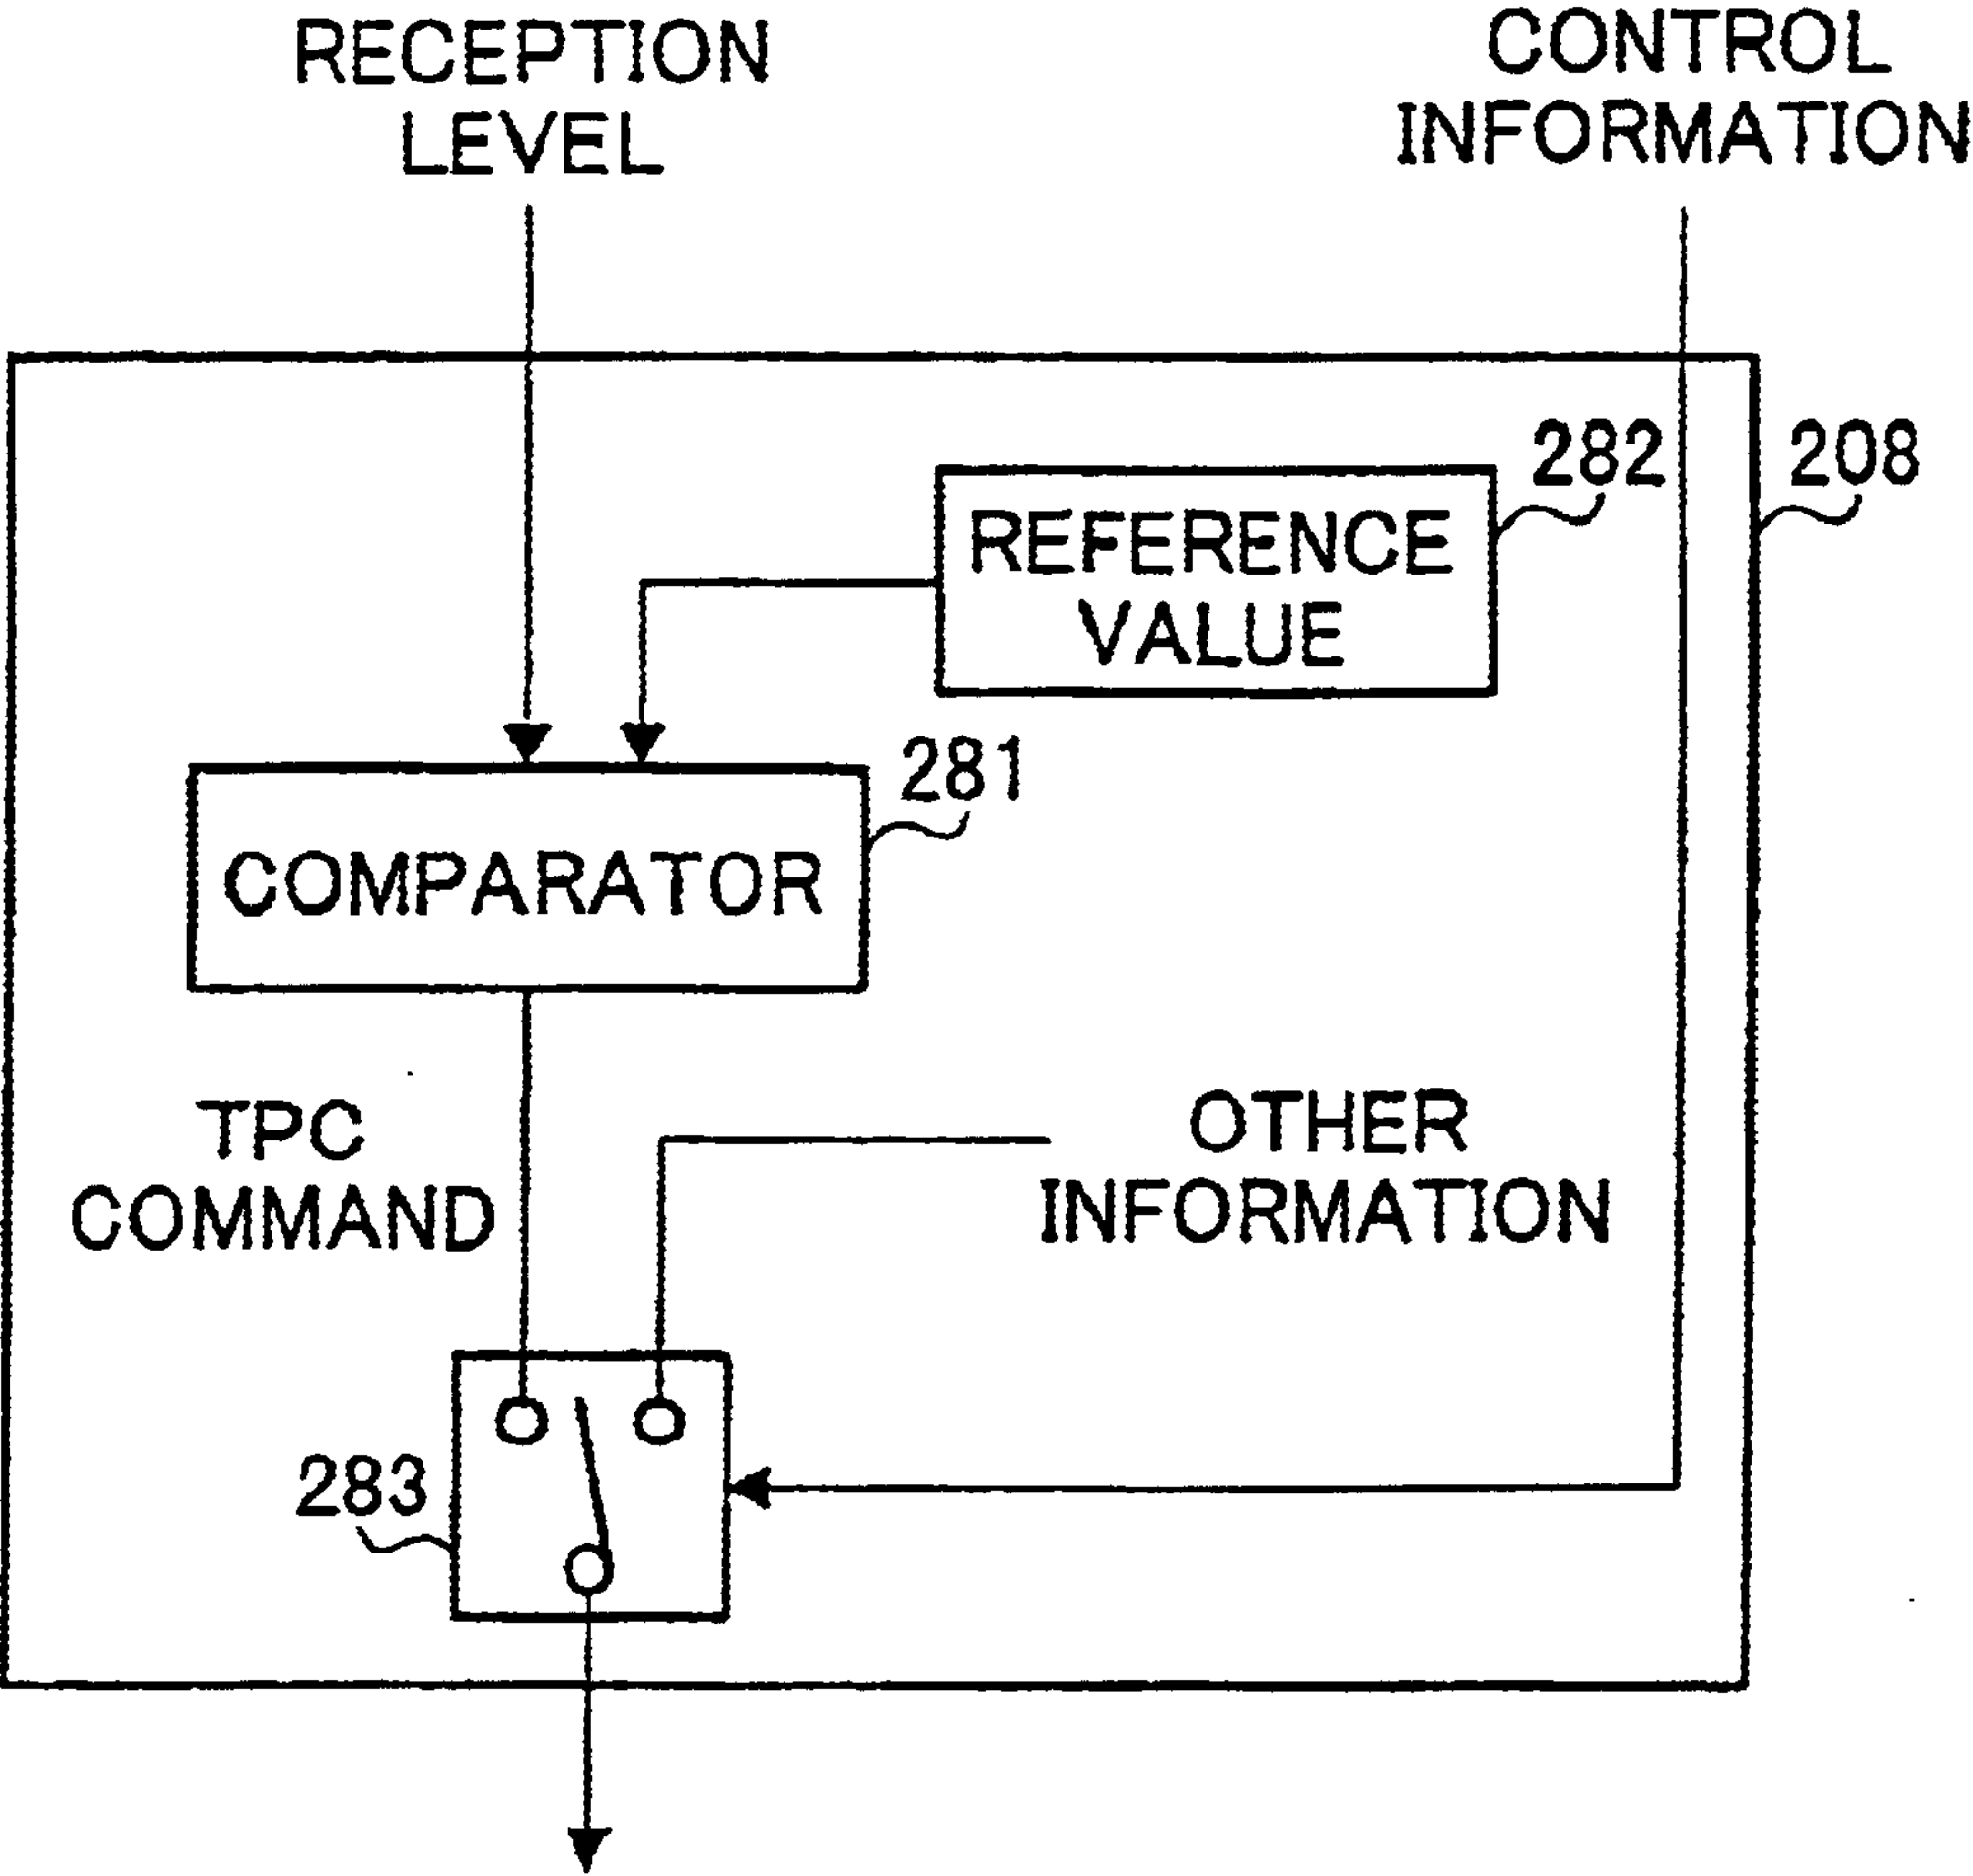 RECEPTION
LEVEL
CONTROL
INFORMATION
282
208
REFERENCE
VALUE
281
COMPARATOR
TPC
COMMAND
OTHER
INFORMATION
283